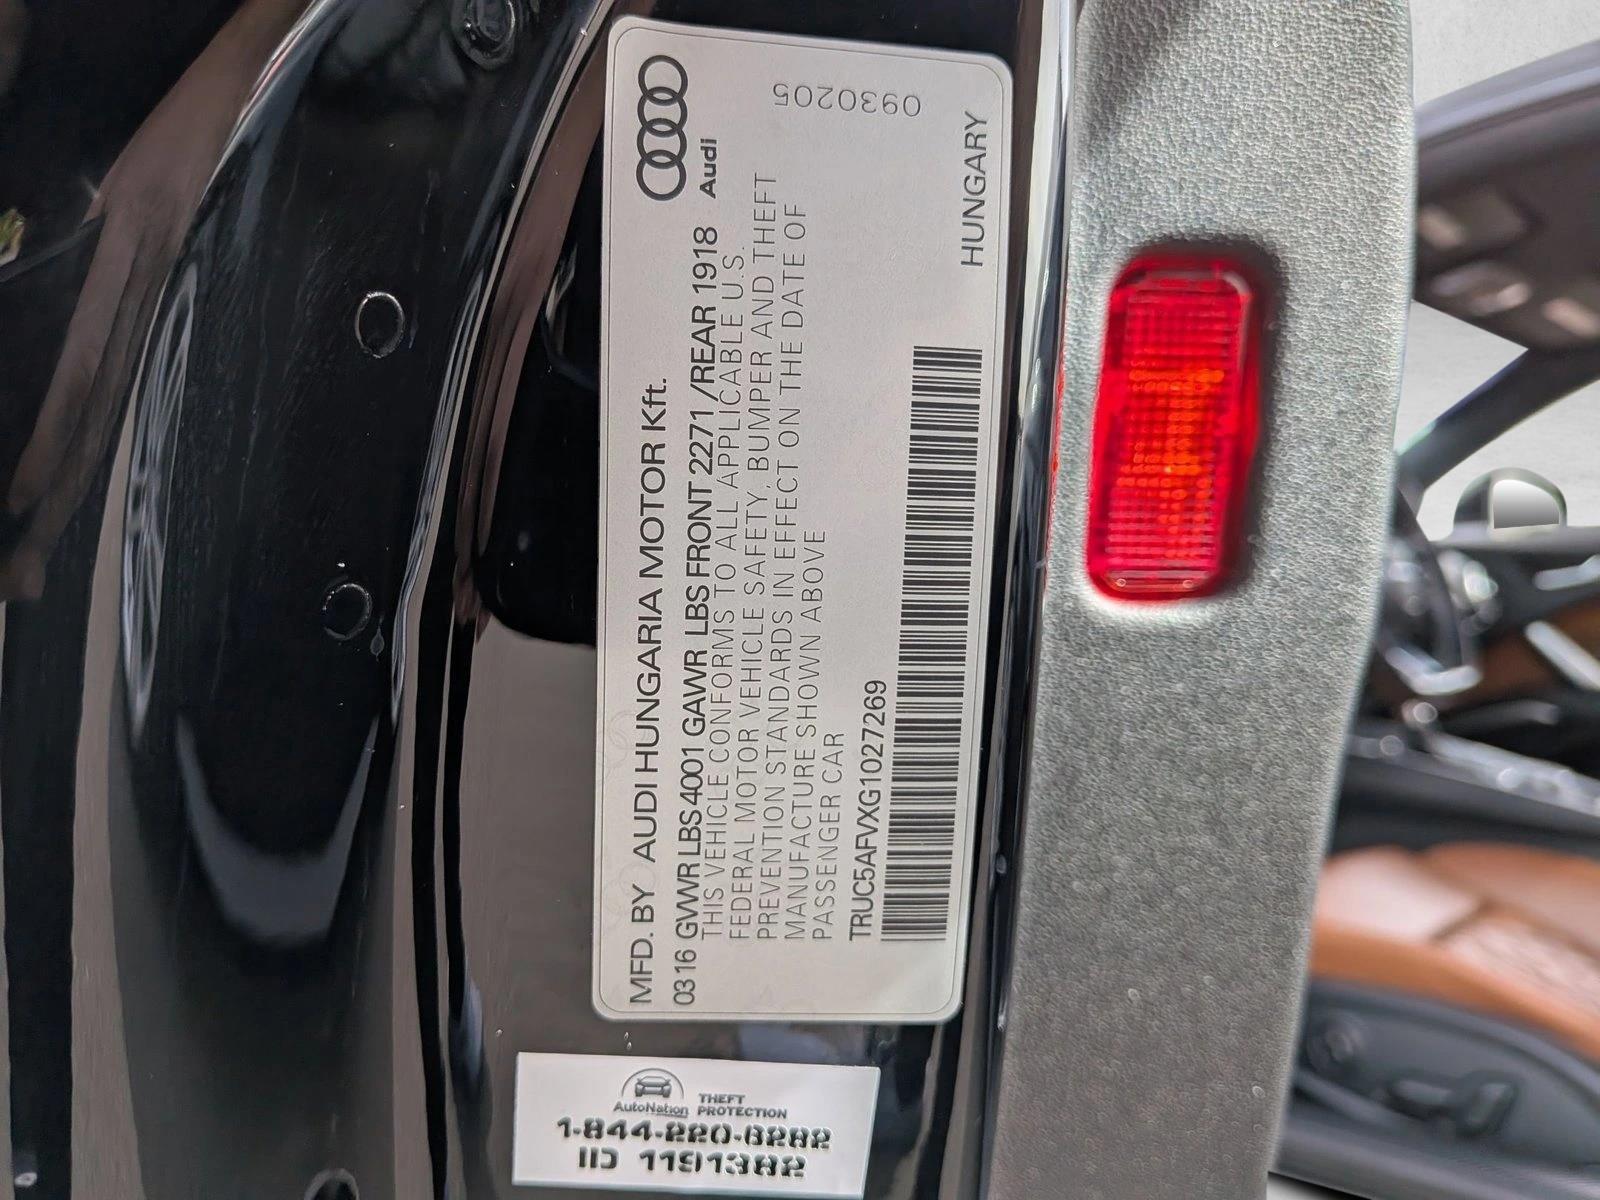 Audi
0930205
MFD. BY AUDI HUNGARIA MOTOR Kft.
03 16 GVWR LBS 4001 GAWR LBS FRONT 2271 /REAR 1918
THIS VEHICLE CONFORMS TO ALL APPLICABLE U.S.
FEDERAL MOTOR VEHICLE SAFETY, BUMPER AND THEFT
PREVENTION STANDARDS IN EFFECT ON THE DATE OF
MANUFACTURE SHOWN ABOVE
PASSENGER CAR
TRUC5AFVXG1027269
HUNGARY
AutoNation
THEFT
PROTECTION
1-844-220-8282
ID 1191382